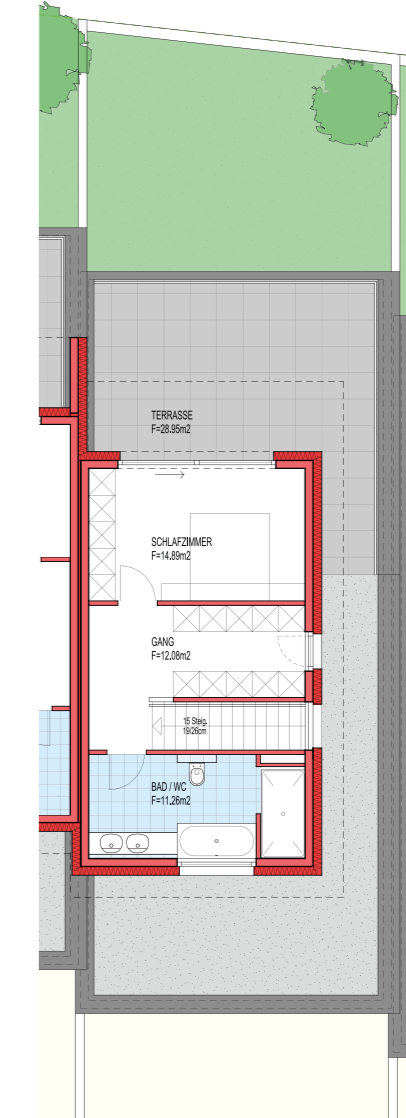 TERRASSE
F=28.95m2
SCHLAFZIMMER
F=14.89m2
GANG
F=12.08m2
15 Steig.
19/26cm
BAD / WC
F=11.26m2